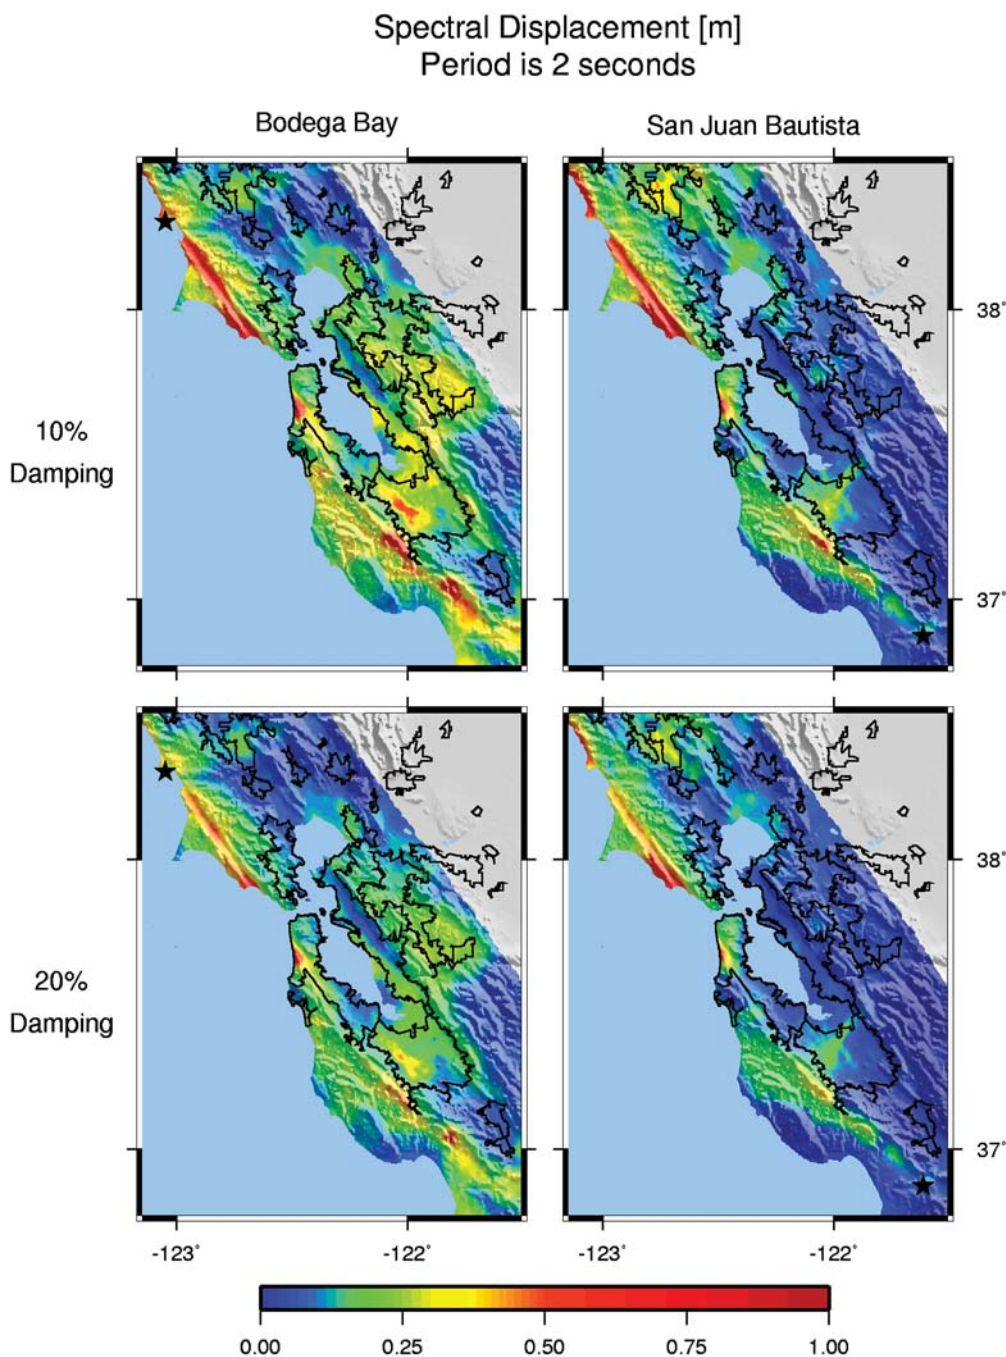 Spectral Displacement [m]
Period is 2 seconds
Bodega Bay
San Juan Bautista
38°
10%
Damping
37°
38°
20%
Damping
37°
-123°
-122°
-123°
-122°
0.00
0.25
0.50
0.75
1.00